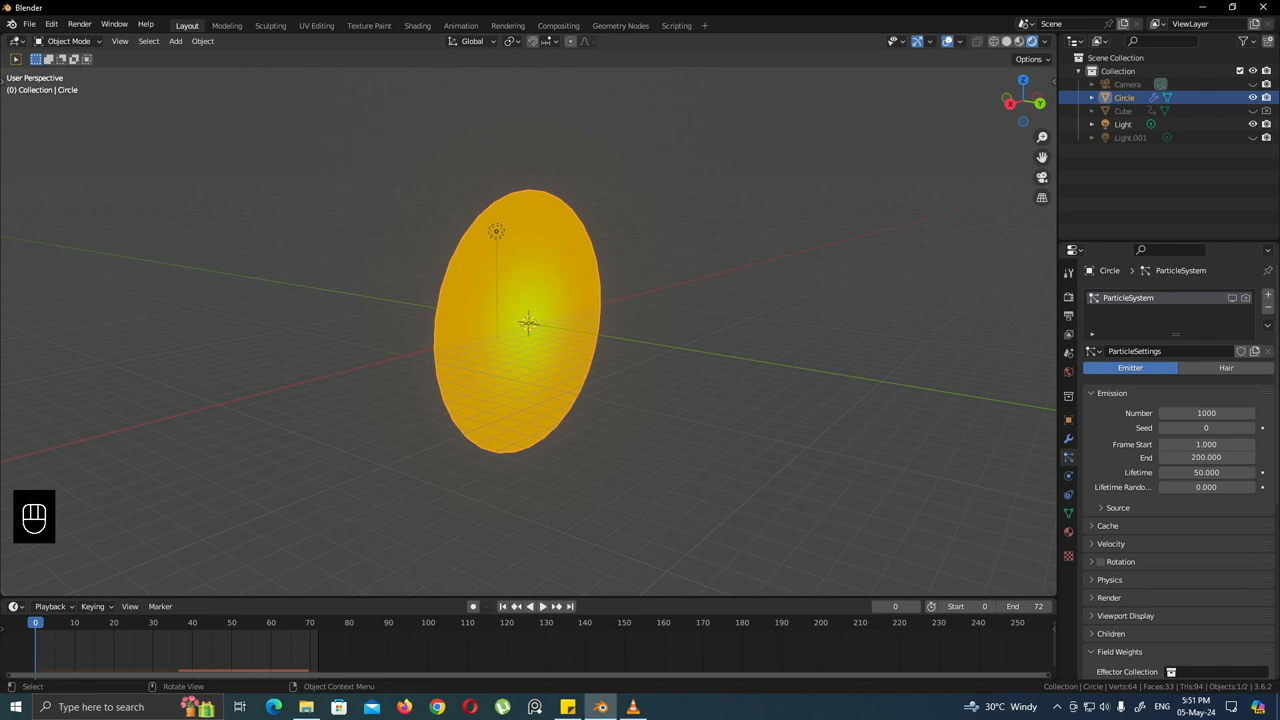 Blender
File Edit Render Window Help
Layout Modeling Sculpting UV Editing Texture Paint Shading Animation Rendering Compositing Geometry Nodes Scripting +
Scene
ViewLayer
Object Mode View Select Add Object
Global
Options
User Perspective
(0) Collection | Circle
Z
X
Y
Scene Collection
Collection
Camera
Circle
Cube
Light
Light.001
Circle > ParticleSystem
ParticleSystem
ParticleSettings
Emitter Hair
Emission
Number 1000
Seed 0
Frame Start 1.000
End 200.000
Lifetime 50.000
Lifetime Rando... 0.000
Source
Cache
Velocity
Rotation
Physics
Render
Viewport Display
Children
Field Weights
Effector Collection
Playback Keying View Marker
0 Start 0 End 72
0 10 20 30 40 50 60 70 80 90 100 110 120 130 140 150 160 170 180 190 200 210 220 230 240 250
Select Rotate View Object Context Menu
Collection | Circle | Verts:64 | Faces:33 | Tris:94 | Objects:1/2 | 3.6.2
Type here to search
30°C Windy
5:51 PM
05-May-24